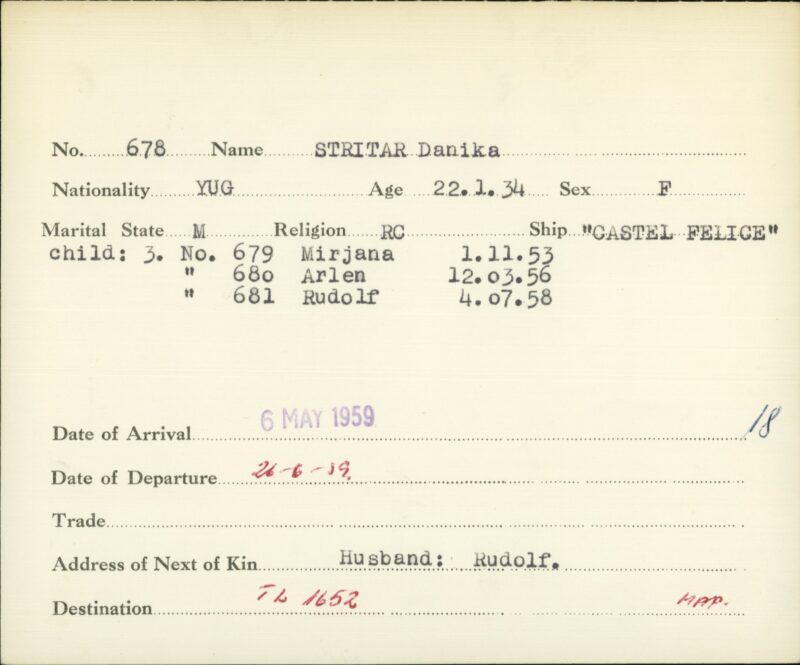 No. 678 Name STRITAR Danika
Nationality YUG Age 22.1.34 Sex F
Marital State M Religion RC Ship "CASTEL FELICE"
child: 3. No. 679 Mirjana 1.11.53
" 680 Arlen 12.03.56
" 681 Rudolf 4.07.58
Date of Arrival 6 MAY 1959 18
Date of Departure 26-6-59.
Trade
Address of Next of Kin Husband: Rudolf.
Destination TL 1652